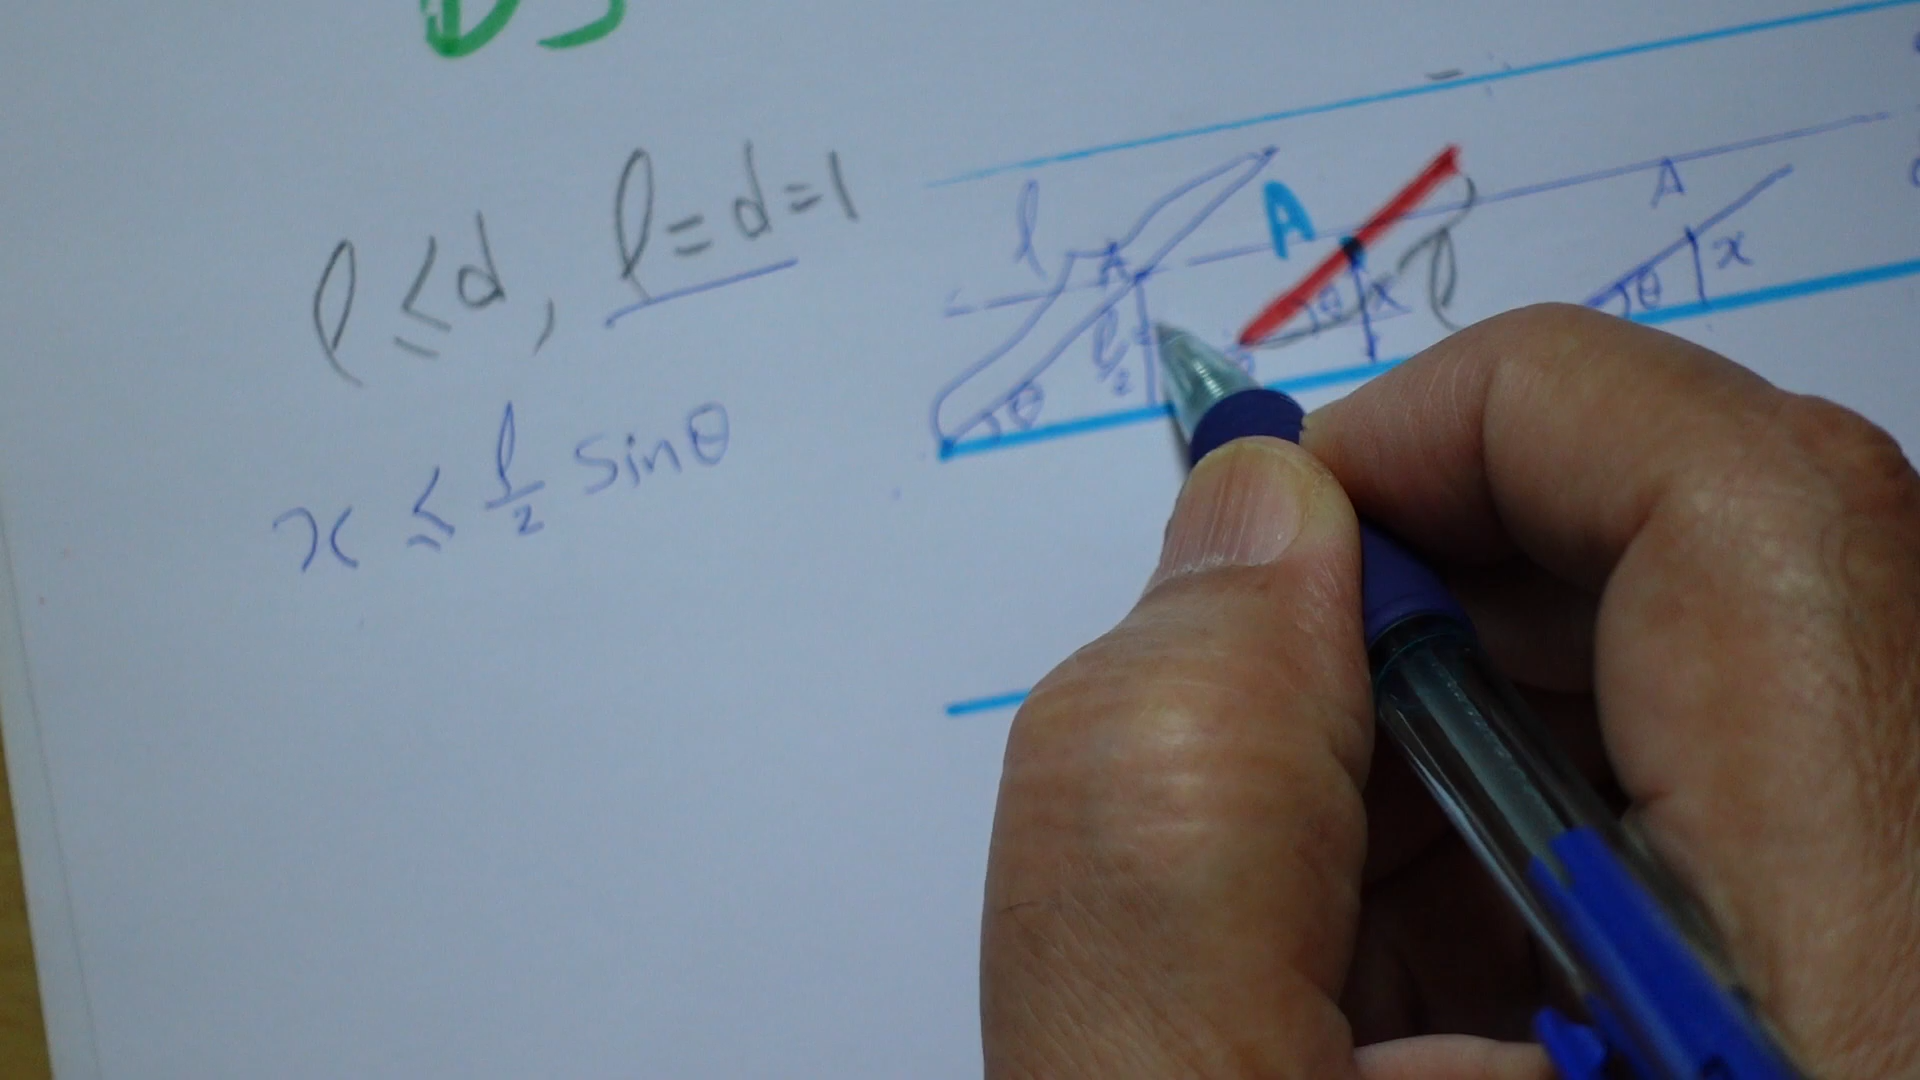 l ≤ d , l = d = 1
x ≤ l/2 sinθ
l A A A
l/2 θ θ x l θ x